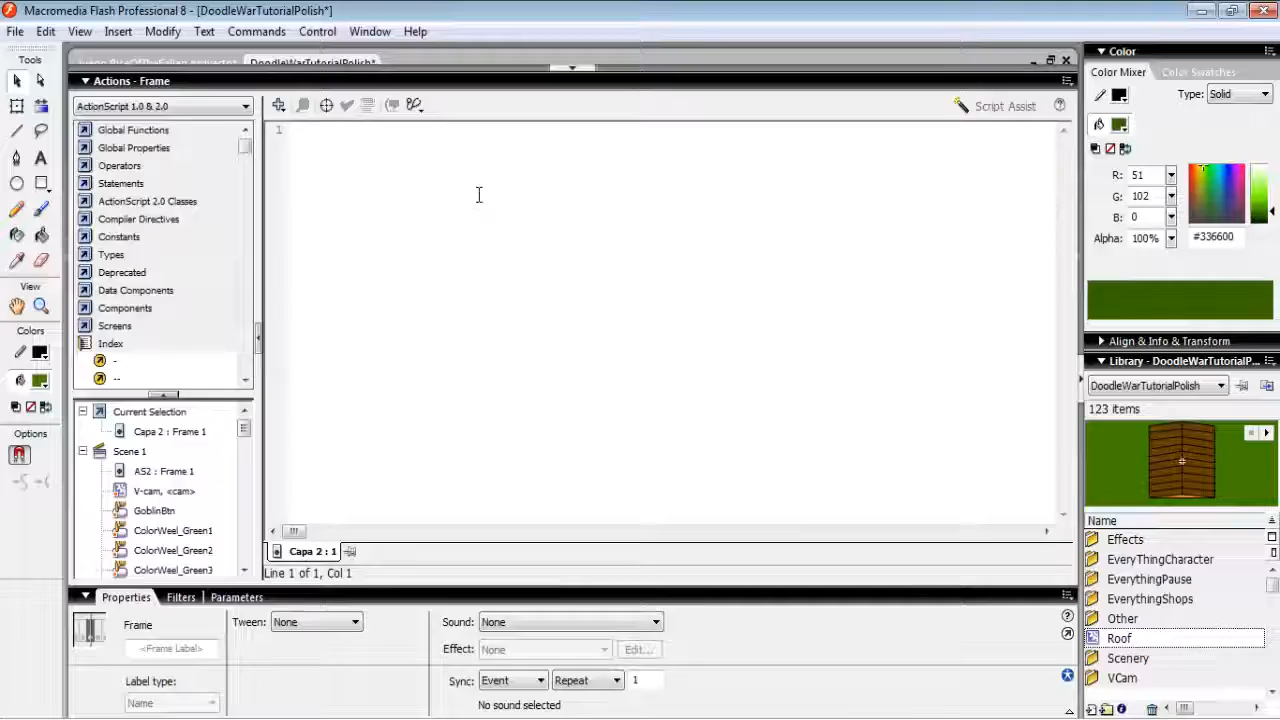 Macromedia Flash Professional 8 - [DoodleWarTutorialPolish*]
File Edit View Insert Modify Text Commands Control Window Help
Tools
DoodleWarTutorialPolish*
Actions - Frame
ActionScript 1.0 & 2.0
Script Assist
Global Functions
Global Properties
Operators
Statements
ActionScript 2.0 Classes
Compiler Directives
Constants
Types
Deprecated
Data Components
Components
Screens
Index
-
--
1
Current Selection
Capa 2 : Frame 1
Scene 1
AS2 : Frame 1
V-cam, <cam>
GoblinBtn
ColorWeel_Green1
ColorWeel_Green2
ColorWeel_Green3
Capa 2 : 1
Line 1 of 1, Col 1
View
Colors
Options
Properties Filters Parameters
Frame
<Frame Label>
Label type:
Name
Tween: None
Sound: None
Effect: None
Edit...
Sync: Event Repeat 1
No sound selected
Color
Color Mixer Color Swatches
Type: Solid
R: 51
G: 102
B: 0
Alpha: 100%
#336600
Align & Info & Transform
Library - DoodleWarTutorialP...
DoodleWarTutorialPolish
123 items
Name
Effects
EveryThingCharacter
EverythingPause
EverythingShops
Other
Roof
Scenery
VCam